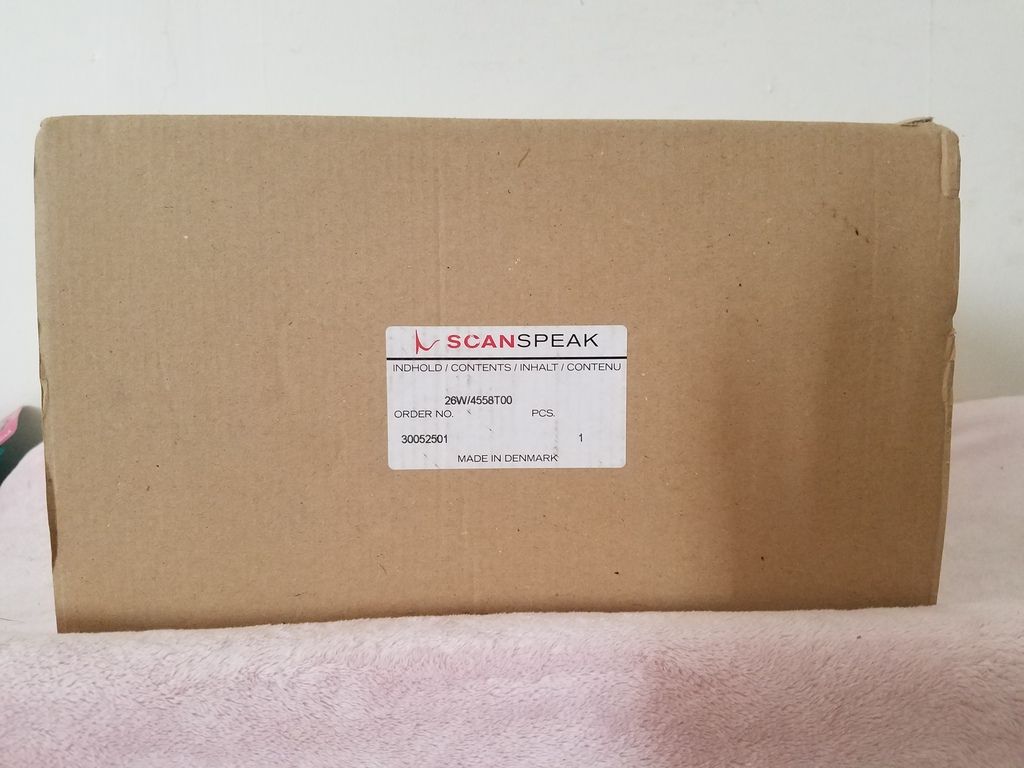 SCANSPEAK
INDHOLD / CONTENTS / INHALT / CONTENU
26W/4558T00
ORDER NO. PCS.
30052501 1
MADE IN DENMARK